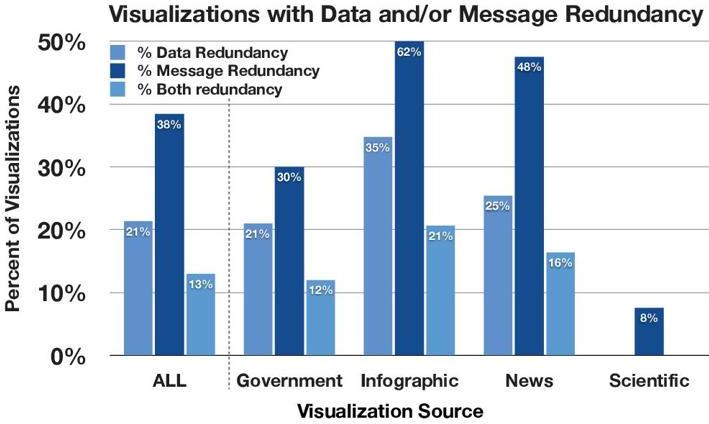 Visualizations with Data and/or Message Redundancy
Percent of Visualizations
50%
40%
30%
20%
10%
0%
% Data Redundancy
% Message Redundancy
% Both redundancy
21%
38%
13%
21%
30%
12%
35%
62%
21%
25%
48%
16%
8%
ALL
Government
Infographic
News
Scientific
Visualization Source